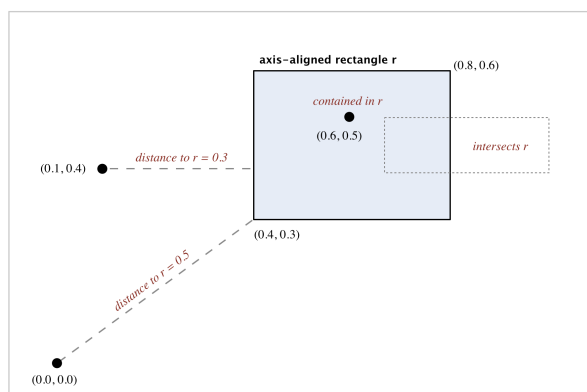 axis-aligned rectangle r
(0.8, 0.6)
contained in r
(0.6, 0.5)
intersects r
distance to r = 0.3
(0.1, 0.4)
(0.4, 0.3)
distance to r = 0.5
(0.0, 0.0)